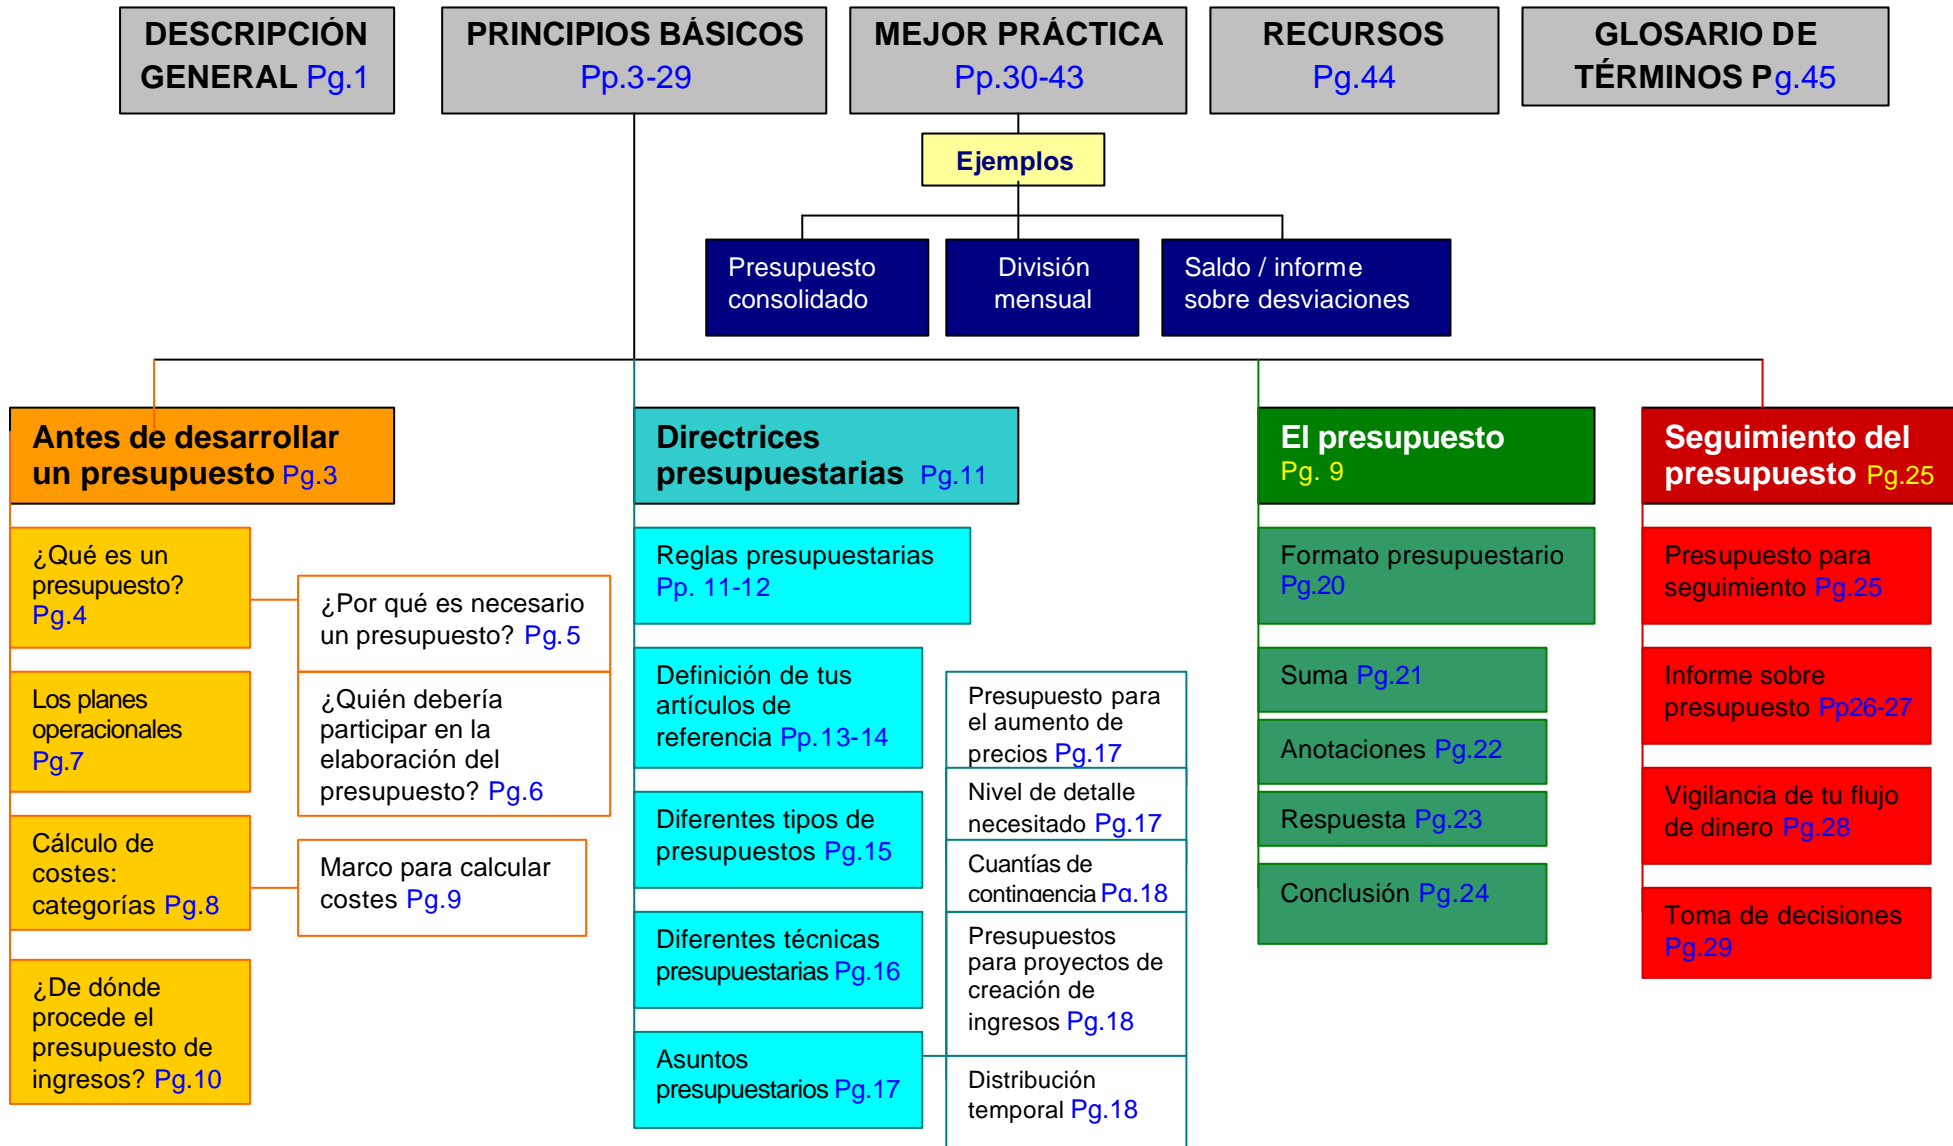 DESCRIPCIÓN
GENERAL Pg.1
PRINCIPIOS BÁSICOS
Pp.3-29
MEJOR PRÁCTICA
Pp.30-43
RECURSOS
Pg.44
GLOSARIO DE
TÉRMINOS Pg.45
Ejemplos
Presupuesto
consolidado
División
mensual
Saldo / informe
sobre desviaciones
Antes de desarrollar
un presupuesto Pg.3
¿Qué es un
presupuesto?
Pg.4
¿Por qué es necesario
un presupuesto? Pg.5
¿Quién debería
participar en la
elaboración del
presupuesto? Pg.6
Los planes
operacionales
Pg.7
Cálculo de
costes:
categorías Pg.8
Marco para calcular
costes Pg.9
¿De dónde
procede el
presupuesto de
ingresos? Pg.10
Directrices
presupuestarias Pg.11
Reglas presupuestarias
Pp. 11-12
Definición de tus
artículos de
referencia Pp.13-14
Diferentes tipos de
presupuestos Pg.15
Diferentes técnicas
presupuestarias Pg.16
Asuntos
presupuestarios Pg.17
Presupuesto para
el aumento de
precios Pg.17
Nivel de detalle
necesitado Pg.17
Cuantías de
contingencia Pg.18
Presupuestos
para proyectos de
creación de
ingresos Pg.18
Distribución
temporal Pg.18
El presupuesto
Pg. 9
Formato presupuestario
Pg.20
Suma Pg.21
Anotaciones Pg.22
Respuesta Pg.23
Conclusión Pg.24
Seguimiento del
presupuesto Pg.25
Presupuesto para
seguimiento Pg.25
Informe sobre
presupuesto Pp26-27
Vigilancia de tu flujo
de dinero Pg.28
Toma de decisiones
Pg.29